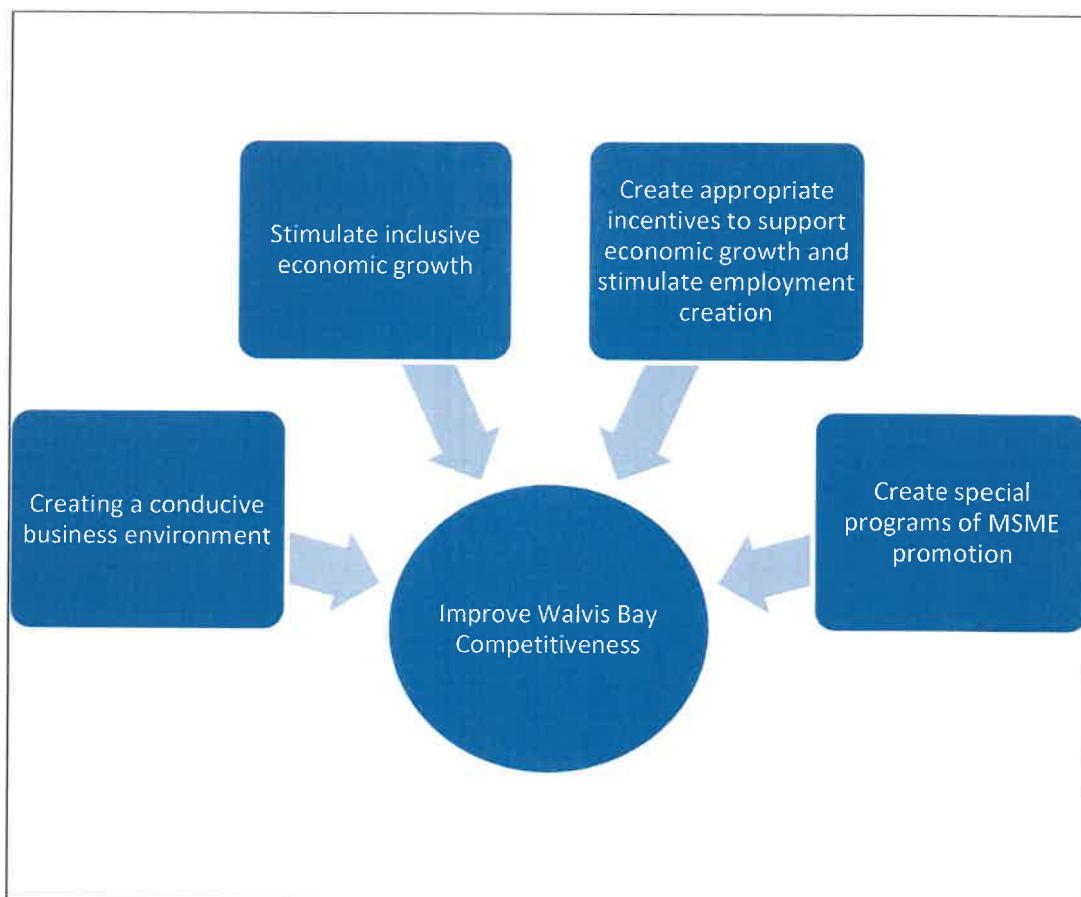 Stimulate inclusive
economic growth
Create appropriate
incentives to support
economic growth and
stimulate employment
creation
Creating a conducive
business environment
Create special
programs of MSME
promotion
Improve Walvis Bay
Competitiveness